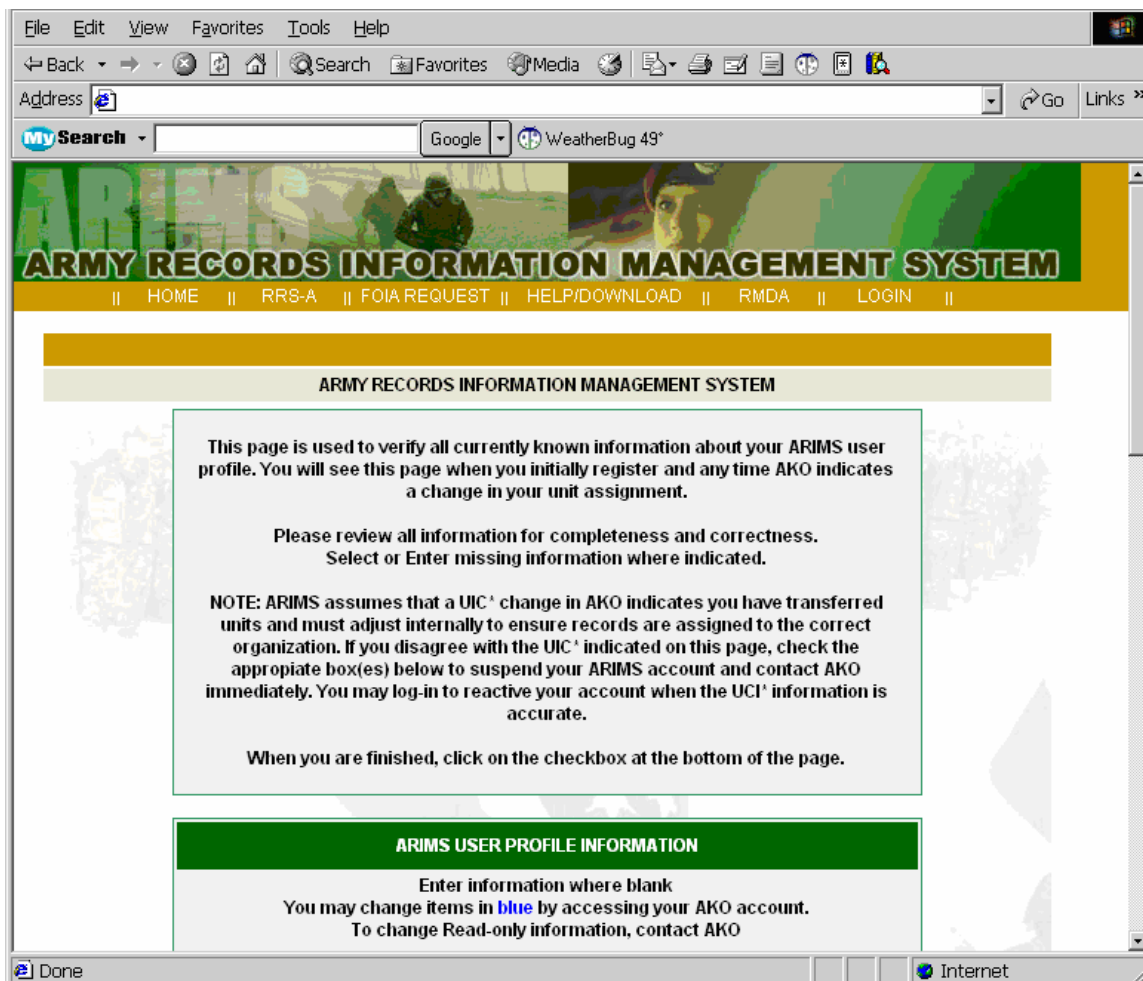 File Edit View Favorites Tools Help
Back Search Favorites Media
Address Go Links »
My Search Google WeatherBug 49°
ARIMS
ARMY RECORDS INFORMATION MANAGEMENT SYSTEM
|| HOME || RRS-A || FOIA REQUEST || HELP/DOWNLOAD || RMDA || LOGIN ||
ARMY RECORDS INFORMATION MANAGEMENT SYSTEM
This page is used to verify all currently known information about your ARIMS user
profile. You will see this page when you initially register and any time AKO indicates
a change in your unit assignment.
Please review all information for completeness and correctness.
Select or Enter missing information where indicated.
NOTE: ARIMS assumes that a UIC* change in AKO indicates you have transferred
units and must adjust internally to ensure records are assigned to the correct
organization. If you disagree with the UIC* indicated on this page, check the
appropiate box(es) below to suspend your ARIMS account and contact AKO
immediately. You may log-in to reactive your account when the UCI* information is
accurate.
When you are finished, click on the checkbox at the bottom of the page.
ARIMS USER PROFILE INFORMATION
Enter information where blank
You may change items in blue by accessing your AKO account.
To change Read-only information, contact AKO
Done Internet